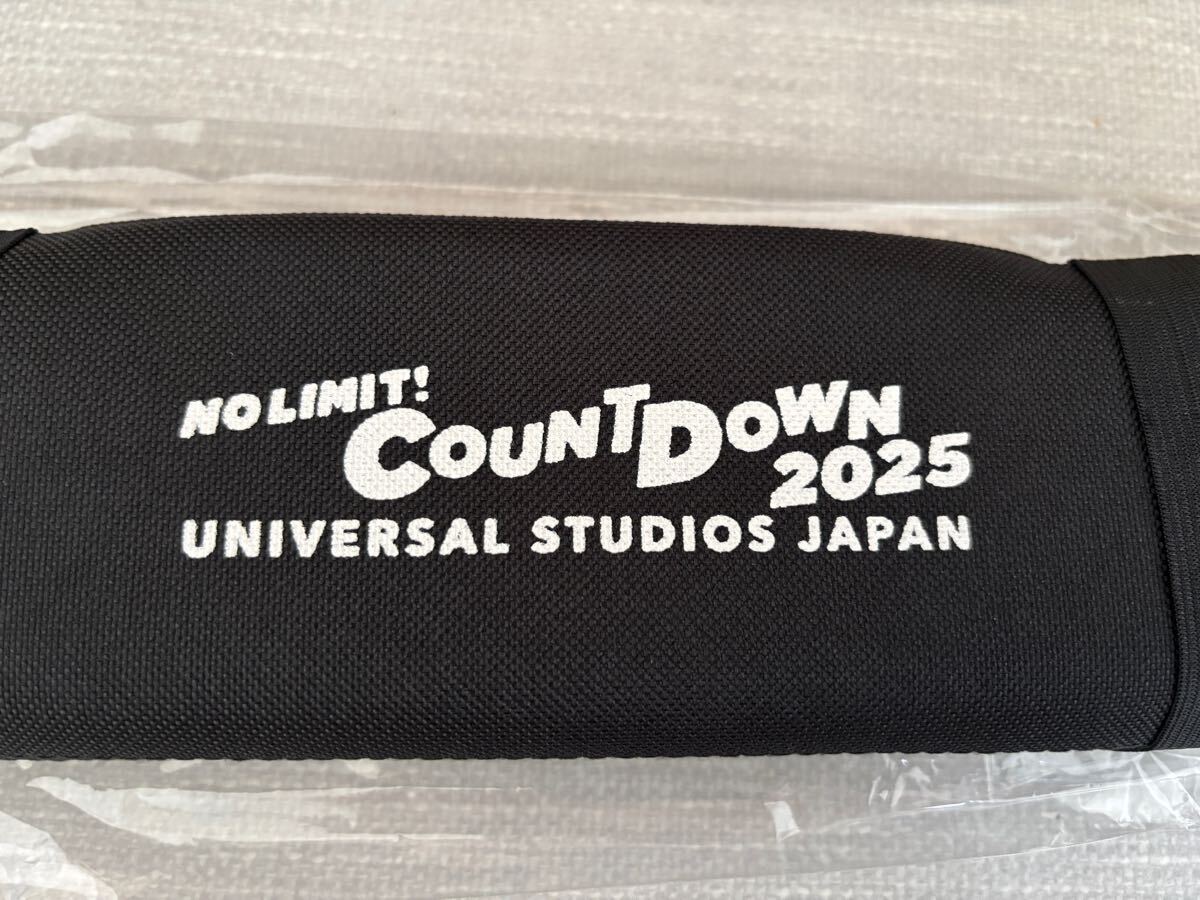 NO LIMIT!
COUNTDOWN
2025
UNIVERSAL STUDIOS JAPAN